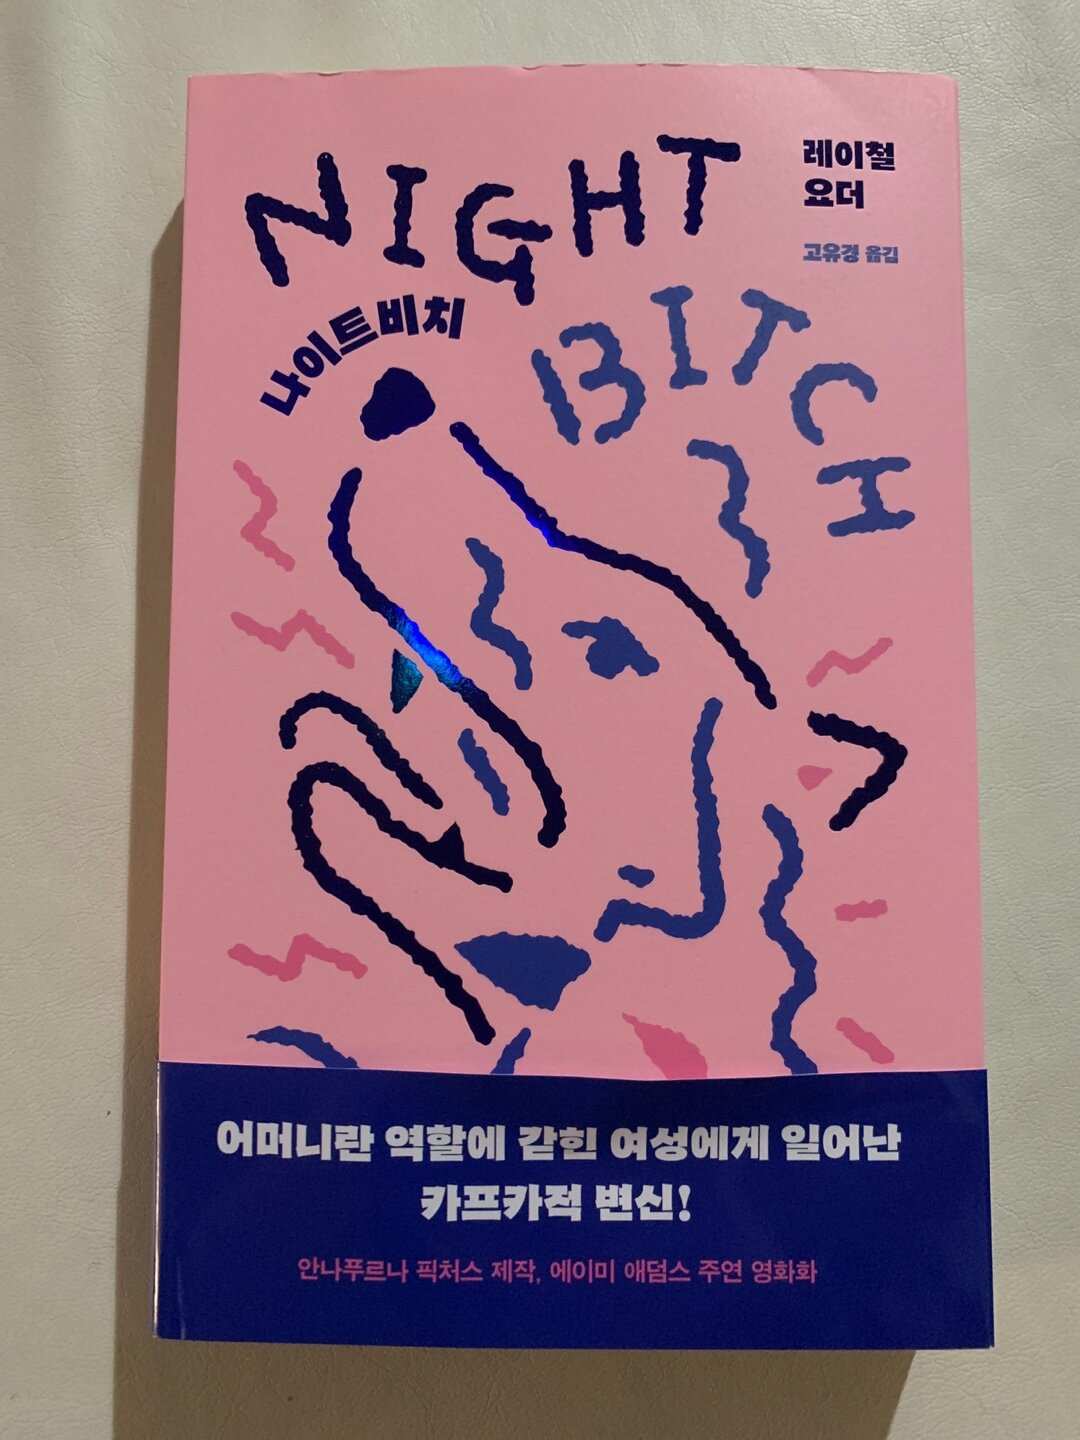 NIGHT
BITCH
나이트비치
레이철
요더
고유경 옮김
어머니란 역할에 갇힌 여성에게 일어난
카프카적 변신!
안나푸르나 픽처스 제작, 에이미 애덤스 주연 영화화